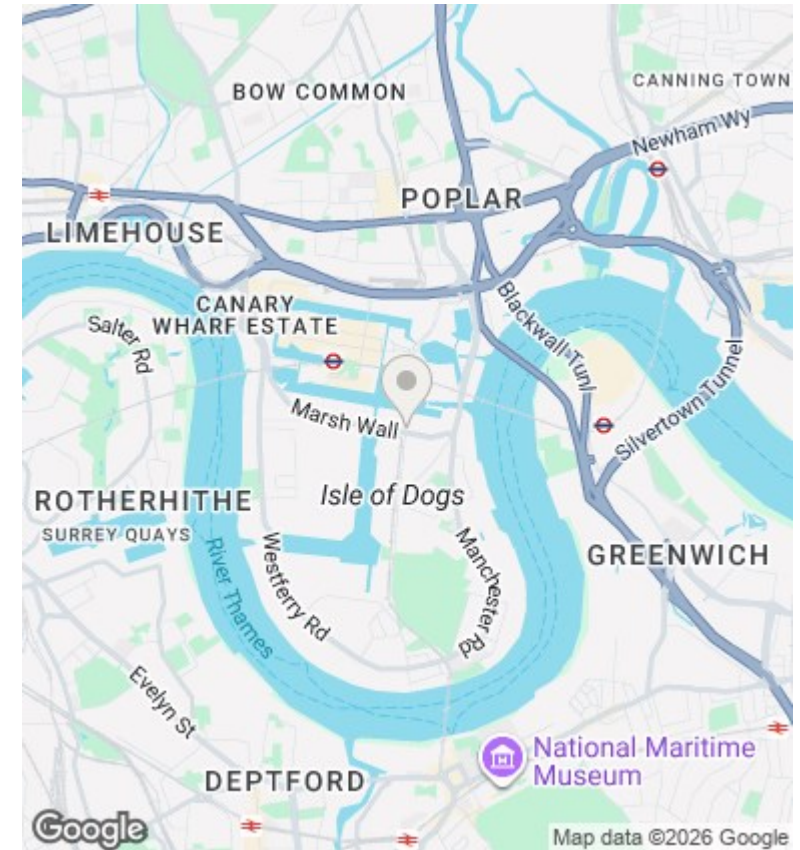 BOW COMMON
CANNING TOWN
Newham Wy
POPLAR
LIMEHOUSE
CANARY
WHARF ESTATE
Blackwall Tunl
Salter Rd
Silvertown Tunnel
Marsh Wall
Isle of Dogs
ROTHERHITHE
SURREY QUAYS
River Thames
Westferry Rd
Manchester Rd
GREENWICH
Evelyn St
National Maritime
Museum
DEPTFORD
Google
Map data ©2026 Google